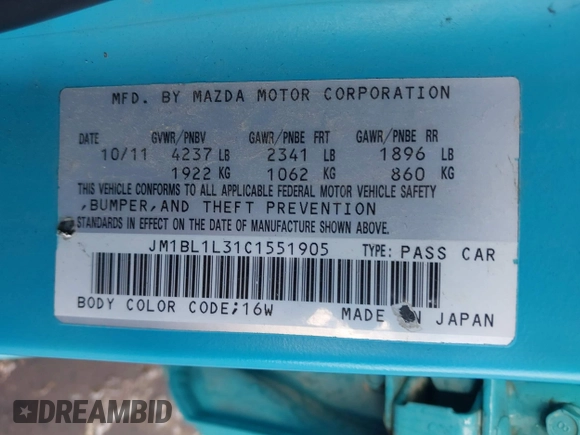 MFD. BY MAZDA MOTOR CORPORATION
DATE GVWR/PNBV GAWR/PNBE FRT GAWR/PNBE RR
10/11 4237 LB 2341 LB 1896 LB
1922 KG 1062 KG 860 KG
THIS VEHICLE CONFORMS TO ALL APPLICABLE FEDERAL MOTOR VEHICLE SAFETY
,BUMPER,AND THEFT PREVENTION
STANDARDS IN EFFECT ON THE DATE OF MANUFACTURE SHOWN ABOVE.
JM1BL1L31C1551905 TYPE: PASS CAR
BODY COLOR CODE;16W MADE IN JAPAN
DREAMBID